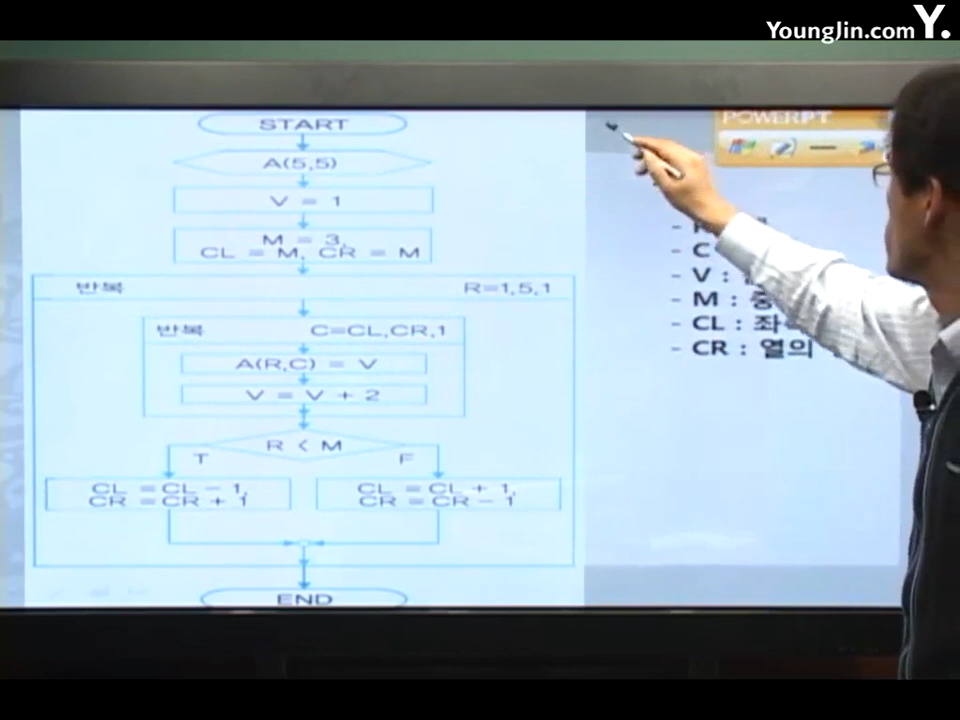 YoungJin.com Y.
POWERPT
START
A(5,5)
V = 1
M = 3,
CL = M, CR = M
반복 R=1,5,1
반복 C=CL,CR,1
A(R,C) = V
V = V + 2
R < M
T F
CL =CL - 1,
CR =CR + 1
CL =CL + 1,
CR =CR - 1
END
- C
- V :
- M :
- CL :
- CR : 열의